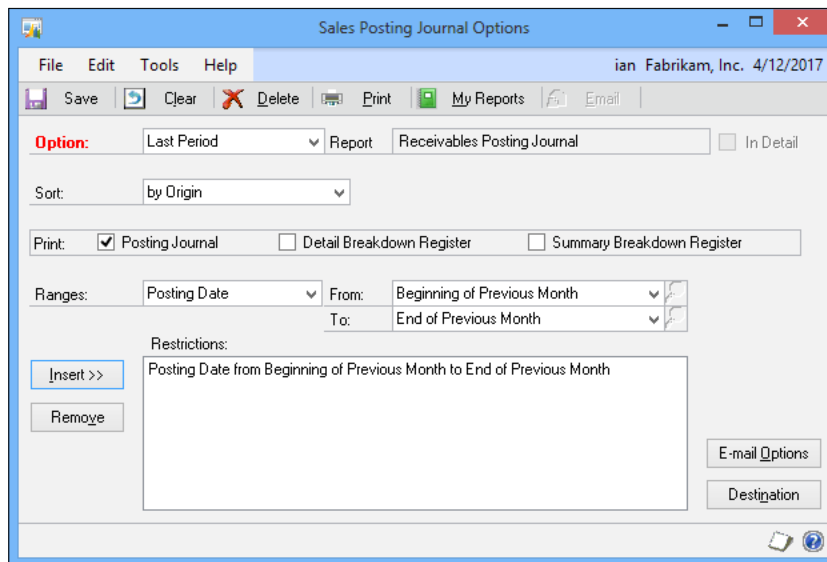 Sales Posting Journal Options
File Edit Tools Help ian Fabrikam, Inc. 4/12/2017
Save Clear Delete Print My Reports Email
Option: Last Period Report Receivables Posting Journal In Detail
Sort: by Origin
Print: Posting Journal Detail Breakdown Register Summary Breakdown Register
Ranges: Posting Date From: Beginning of Previous Month
To: End of Previous Month
Restrictions:
Insert >> Posting Date from Beginning of Previous Month to End of Previous Month
Remove
E-mail Options
Destination